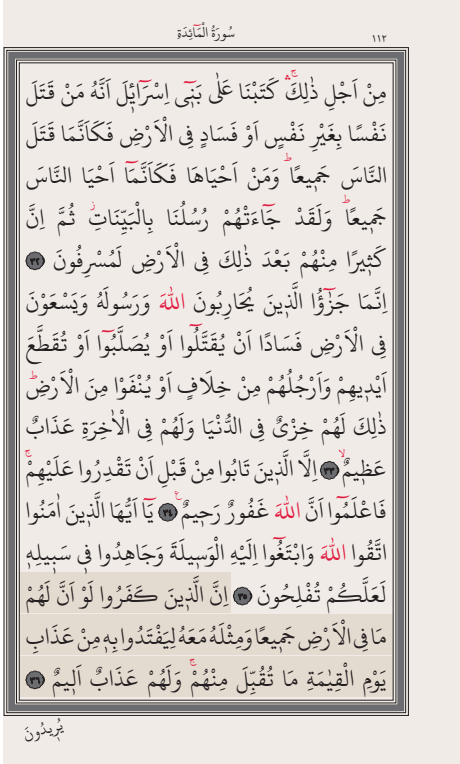 سُورَةُ الْمَٓائِدَةِ ١١٢
مِنْ اَجْلِ ذٰلِكَۚۛ كَتَبْنَا عَلٰى بَن۪ٓي اِسْرَٓاء۪يلَ اَنَّهُ مَنْ قَتَلَ
نَفْسًا بِغَيْرِ نَفْسٍ اَوْ فَسَادٍ فِي الْاَرْضِ فَكَاَنَّمَا قَتَلَ
النَّاسَ جَم۪يعًاۜ وَمَنْ اَحْيَاهَا فَكَاَنَّمَٓا اَحْيَا النَّاسَ
جَم۪يعًاۜ وَلَقَدْ جَٓاءَتْهُمْ رُسُلُنَا بِالْبَيِّنَاتِۘ ثُمَّ اِنَّ
كَث۪يرًا مِنْهُمْ بَعْدَ ذٰلِكَ فِي الْاَرْضِ لَمُسْرِفُونَ ﴿٣٢﴾
اِنَّمَا جَزٰٓؤُا الَّذ۪ينَ يُحَارِبُونَ اللّٰهَ وَرَسُولَهُ وَيَسْعَوْنَ
فِي الْاَرْضِ فَسَادًا اَنْ يُقَتَّلُٓوا اَوْ يُصَلَّبُٓوا اَوْ تُقَطَّعَ
اَيْد۪يهِمْ وَاَرْجُلُهُمْ مِنْ خِلَافٍ اَوْ يُنْفَوْا مِنَ الْاَرْضِۜ
ذٰلِكَ لَهُمْ خِزْيٌ فِي الدُّنْيَا وَلَهُمْ فِي الْاٰخِرَةِ عَذَابٌ
عَظ۪يمٌۙ ﴿٣٣﴾ اِلَّا الَّذ۪ينَ تَابُوا مِنْ قَبْلِ اَنْ تَقْدِرُوا عَلَيْهِمْۚ
فَاعْلَمُٓوا اَنَّ اللّٰهَ غَفُورٌ رَح۪يمٌ۟ ﴿٣٤﴾ يَٓا اَيُّهَا الَّذ۪ينَ اٰمَنُوا
اتَّقُوا اللّٰهَ وَابْتَغُٓوا اِلَيْهِ الْوَس۪يلَةَ وَجَاهِدُوا ف۪ي سَب۪يلِه۪
لَعَلَّكُمْ تُفْلِحُونَ ﴿٣٥﴾ اِنَّ الَّذ۪ينَ كَفَرُوا لَوْ اَنَّ لَهُمْ
مَا فِي الْاَرْضِ جَم۪يعًا وَمِثْلَهُ مَعَهُ لِيَفْتَدُوا بِه۪ مِنْ عَذَابِ
يَوْمِ الْقِيٰمَةِ مَا تُقُبِّلَ مِنْهُمْۚ وَلَهُمْ عَذَابٌ اَل۪يمٌ ﴿٣٦﴾
يُر۪يدُونَ